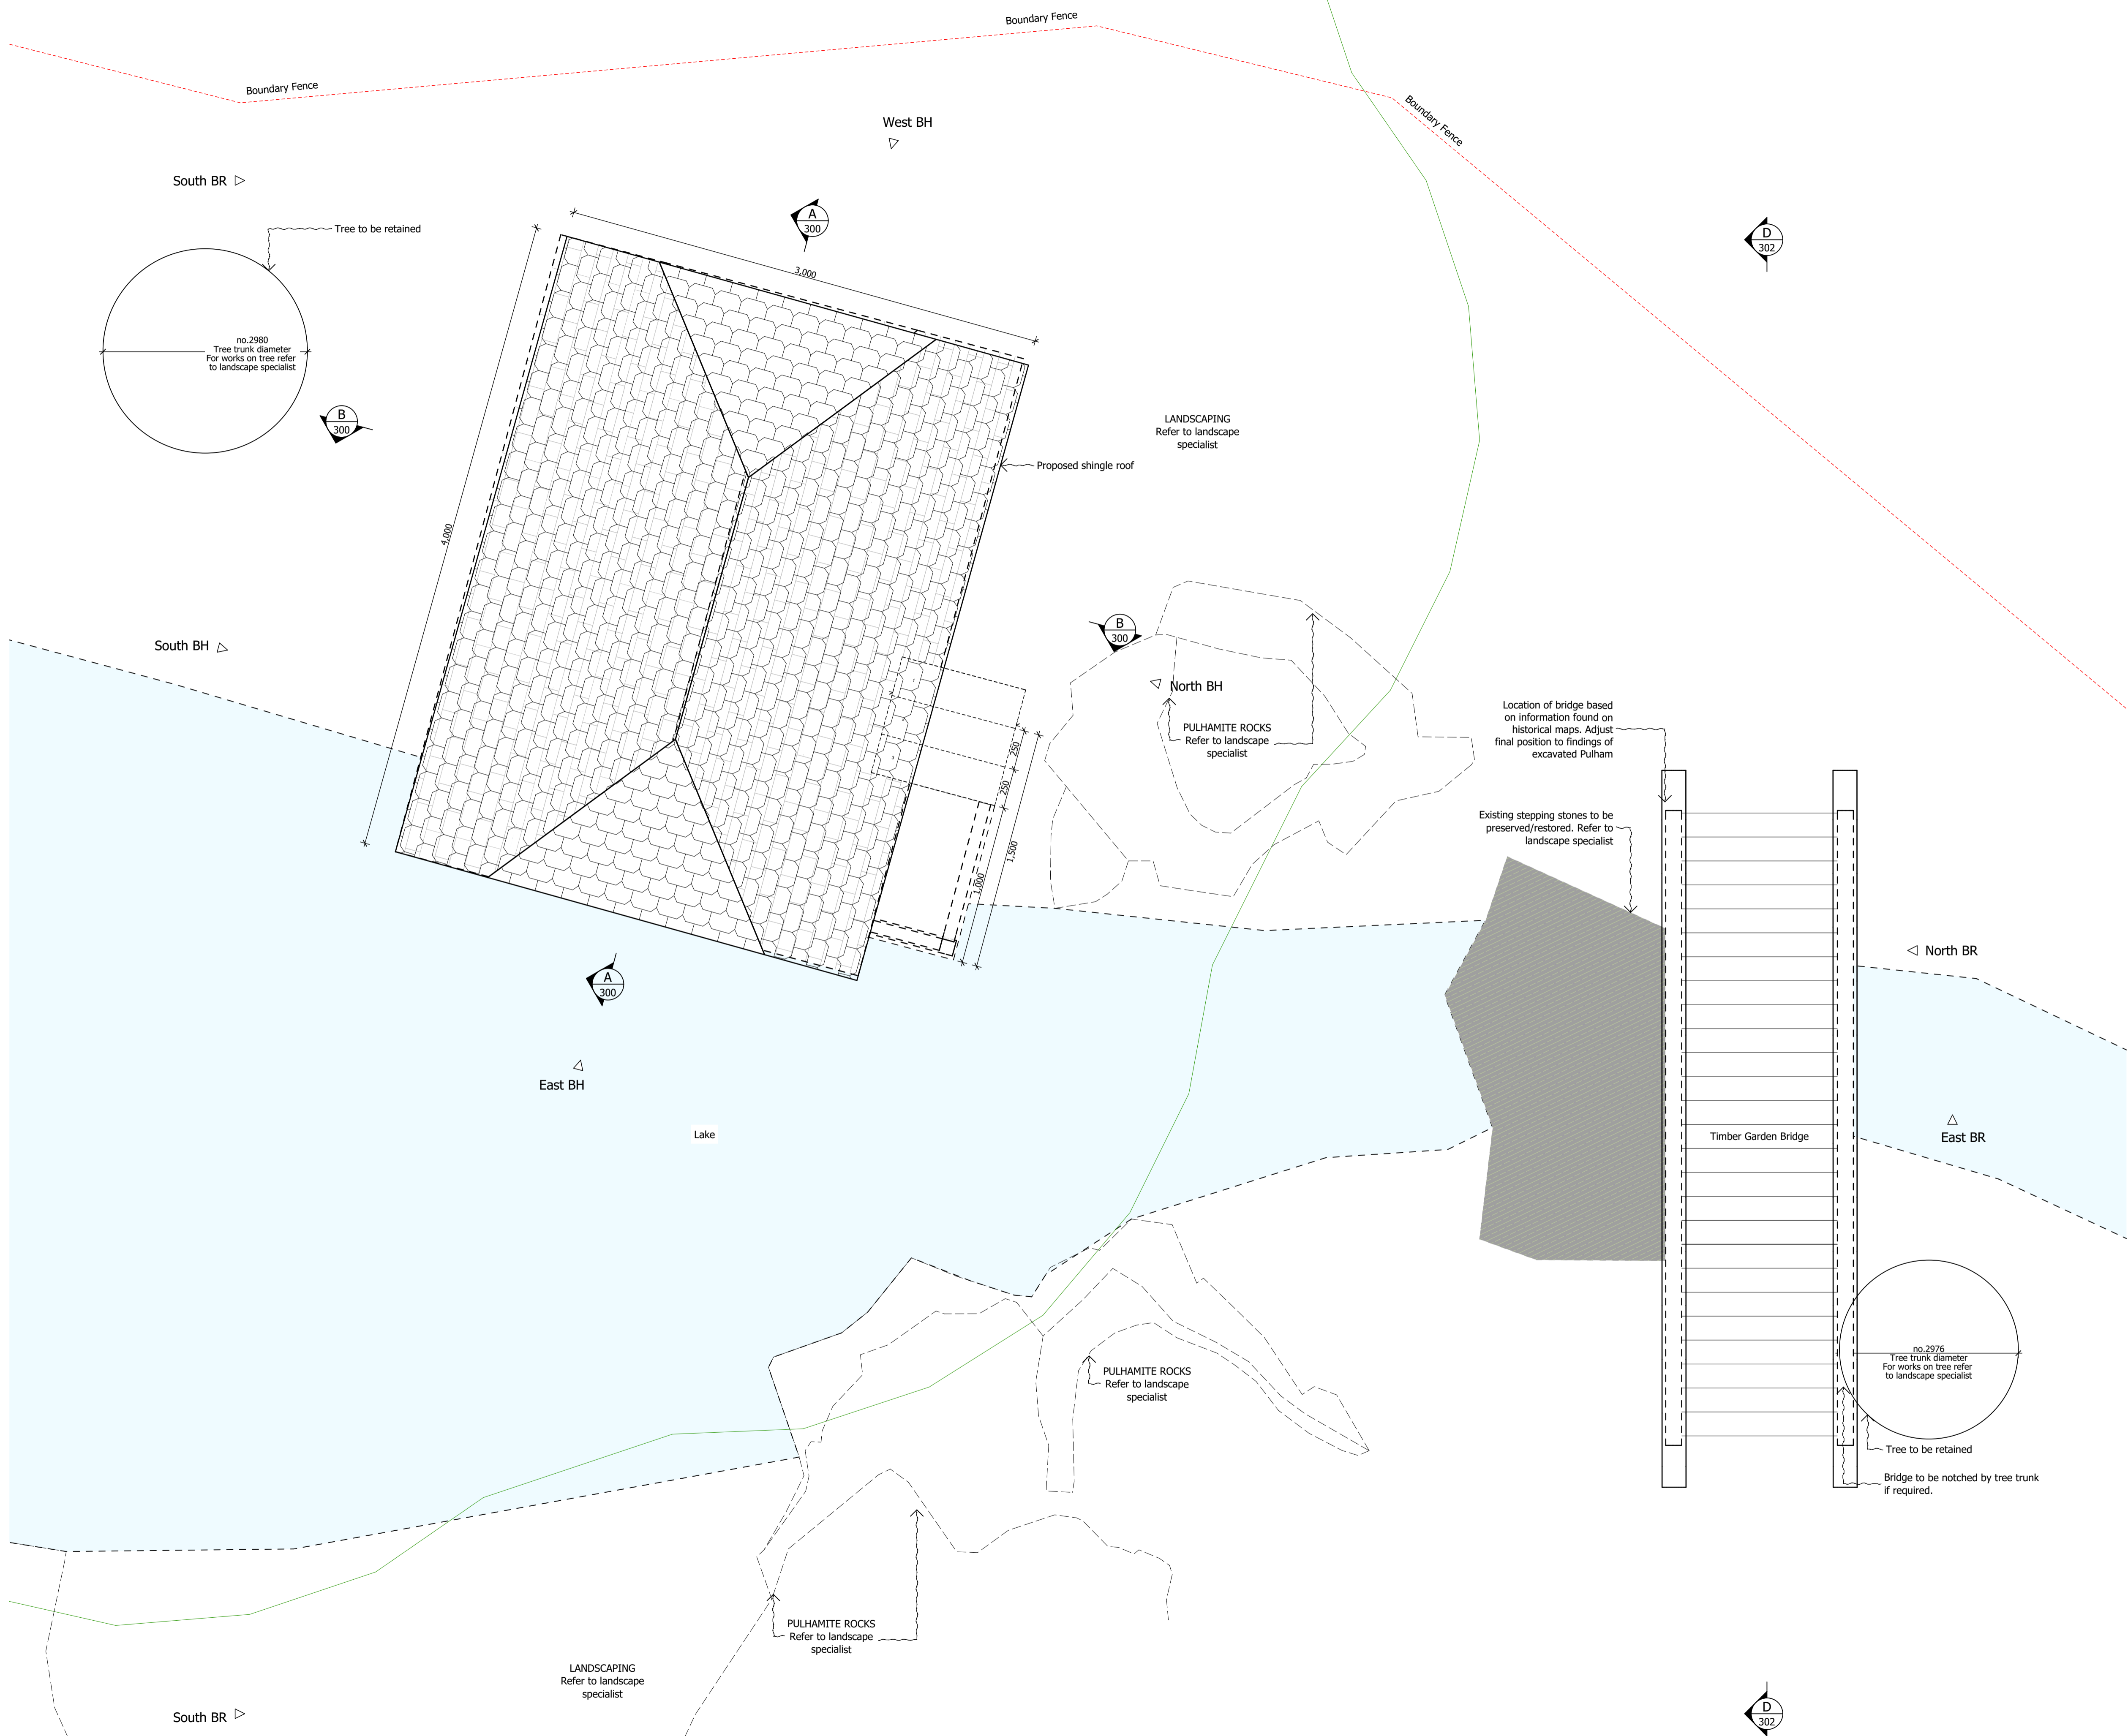 Boundary Fence
Boundary Fence
Boundary Fence
West BH
South BR
A
300
D
302
Tree to be retained
3,000
no.2980
Tree trunk diameter
For works on tree refer
to landscape specialist
B
300
LANDSCAPING
Refer to landscape
specialist
Proposed shingle roof
4,000
South BH
B
300
North BH
1
2
3
PULHAMITE ROCKS
Refer to landscape
specialist
Location of bridge based
on information found on
historical maps. Adjust
final position to findings of
excavated Pulham
250
250
1,500
1,000
Existing stepping stones to be
preserved/restored. Refer to
landscape specialist
North BR
A
300
East BH
Lake
Timber Garden Bridge
East BR
no.2976
Tree trunk diameter
For works on tree refer
to landscape specialist
PULHAMITE ROCKS
Refer to landscape
specialist
Tree to be retained
Bridge to be notched by tree trunk
if required.
PULHAMITE ROCKS
Refer to landscape
specialist
LANDSCAPING
Refer to landscape
specialist
South BR
D
302